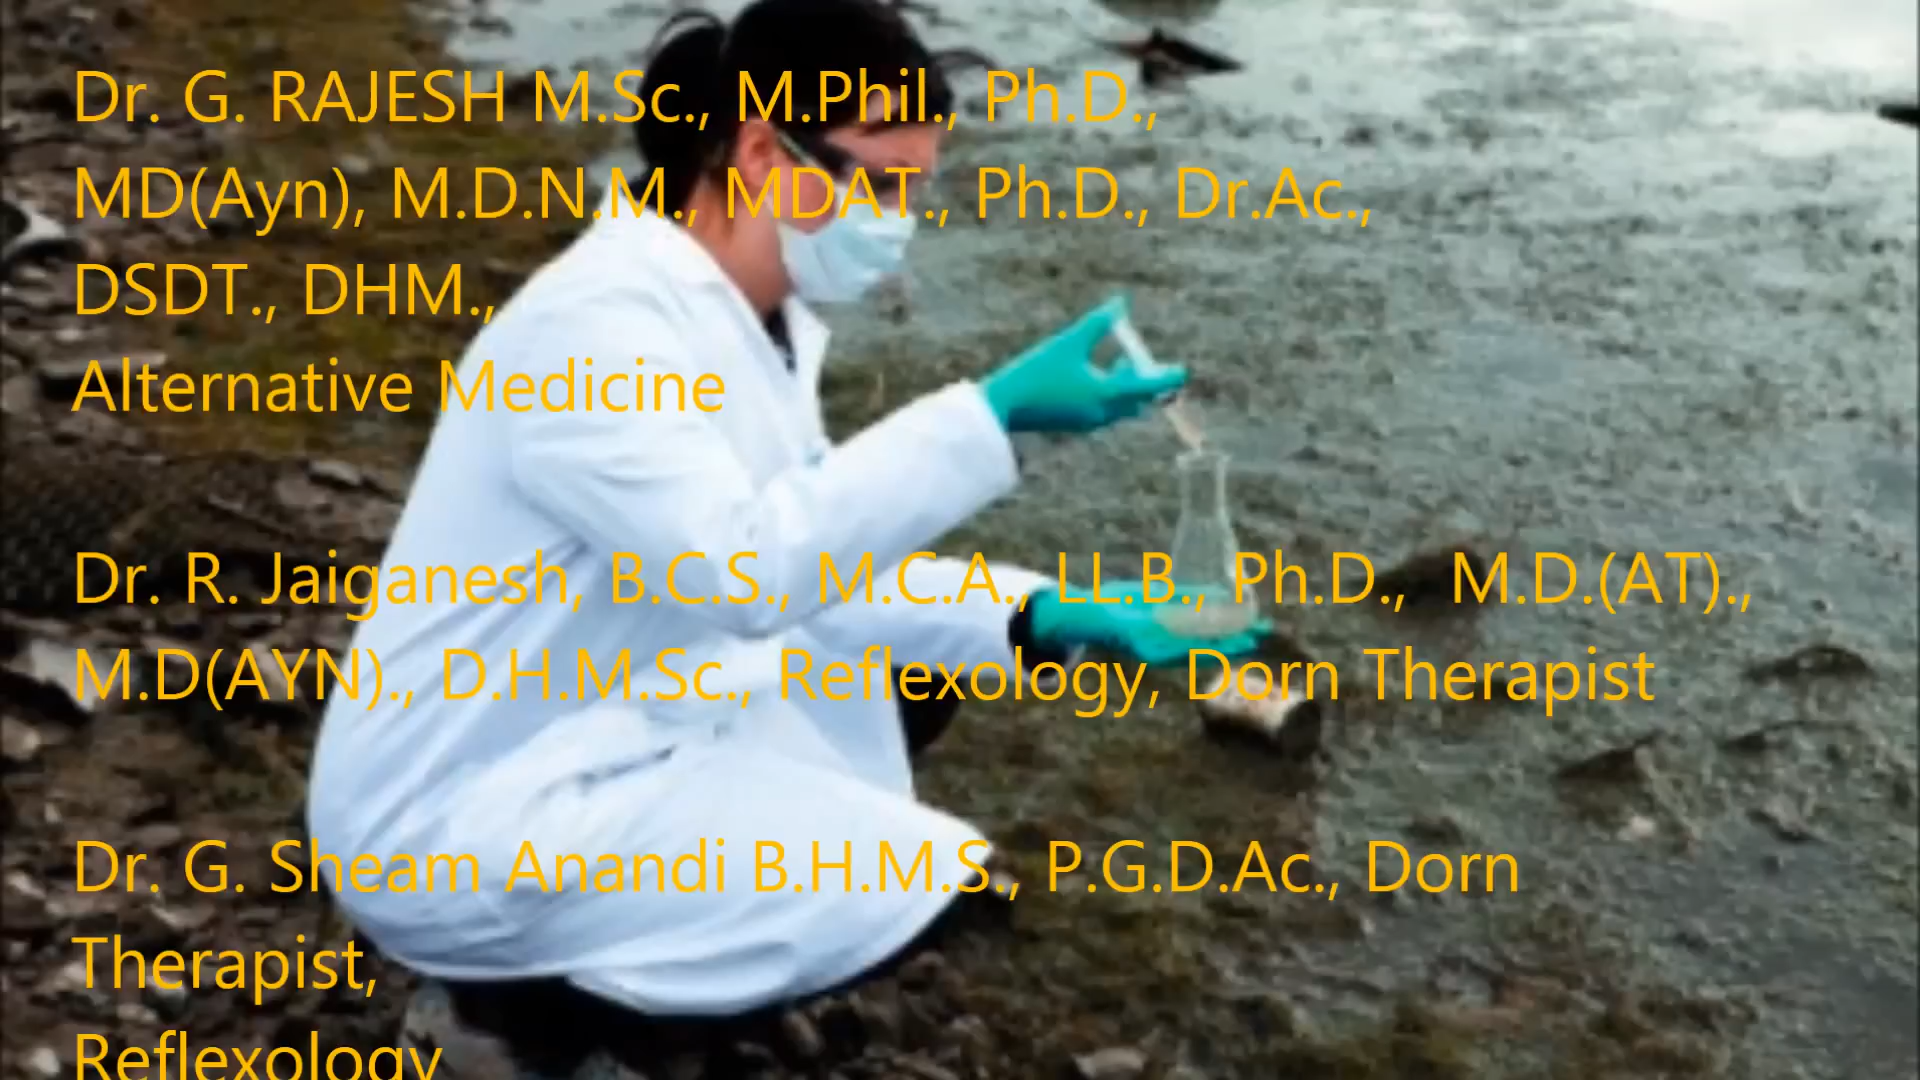 Dr. G. RAJESH M.Sc., M.Phil., Ph.D.,
MD(Ayn), M.D.N.M., MDAT., Ph.D., Dr.Ac.,
DSDT., DHM.,
Alternative Medicine
Dr. R. Jaiganesh, B.C.S., M.C.A., LL.B., Ph.D., M.D.(AT).,
M.D(AYN)., D.H.M.Sc., Reflexology, Dorn Therapist
Dr. G. Sheam Anandi B.H.M.S., P.G.D.Ac., Dorn
Therapist,
Reflexology